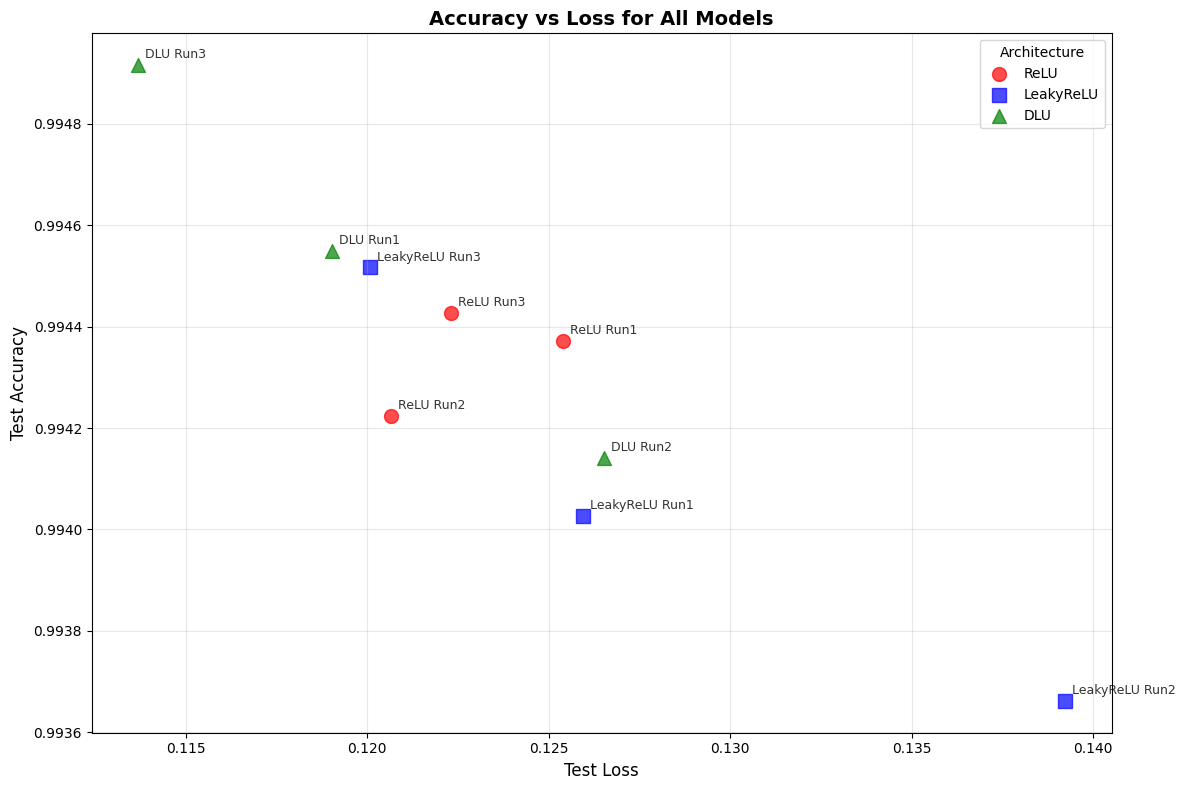 Accuracy vs Loss for All Models
Architecture
ReLU
LeakyReLU
DLU
DLU Run3
DLU Run1
LeakyReLU Run3
ReLU Run3
ReLU Run1
ReLU Run2
DLU Run2
LeakyReLU Run1
LeakyReLU Run2
Test Accuracy
0.9948
0.9946
0.9944
0.9942
0.9940
0.9938
0.9936
0.115 0.120 0.125 0.130 0.135 0.140
Test Loss